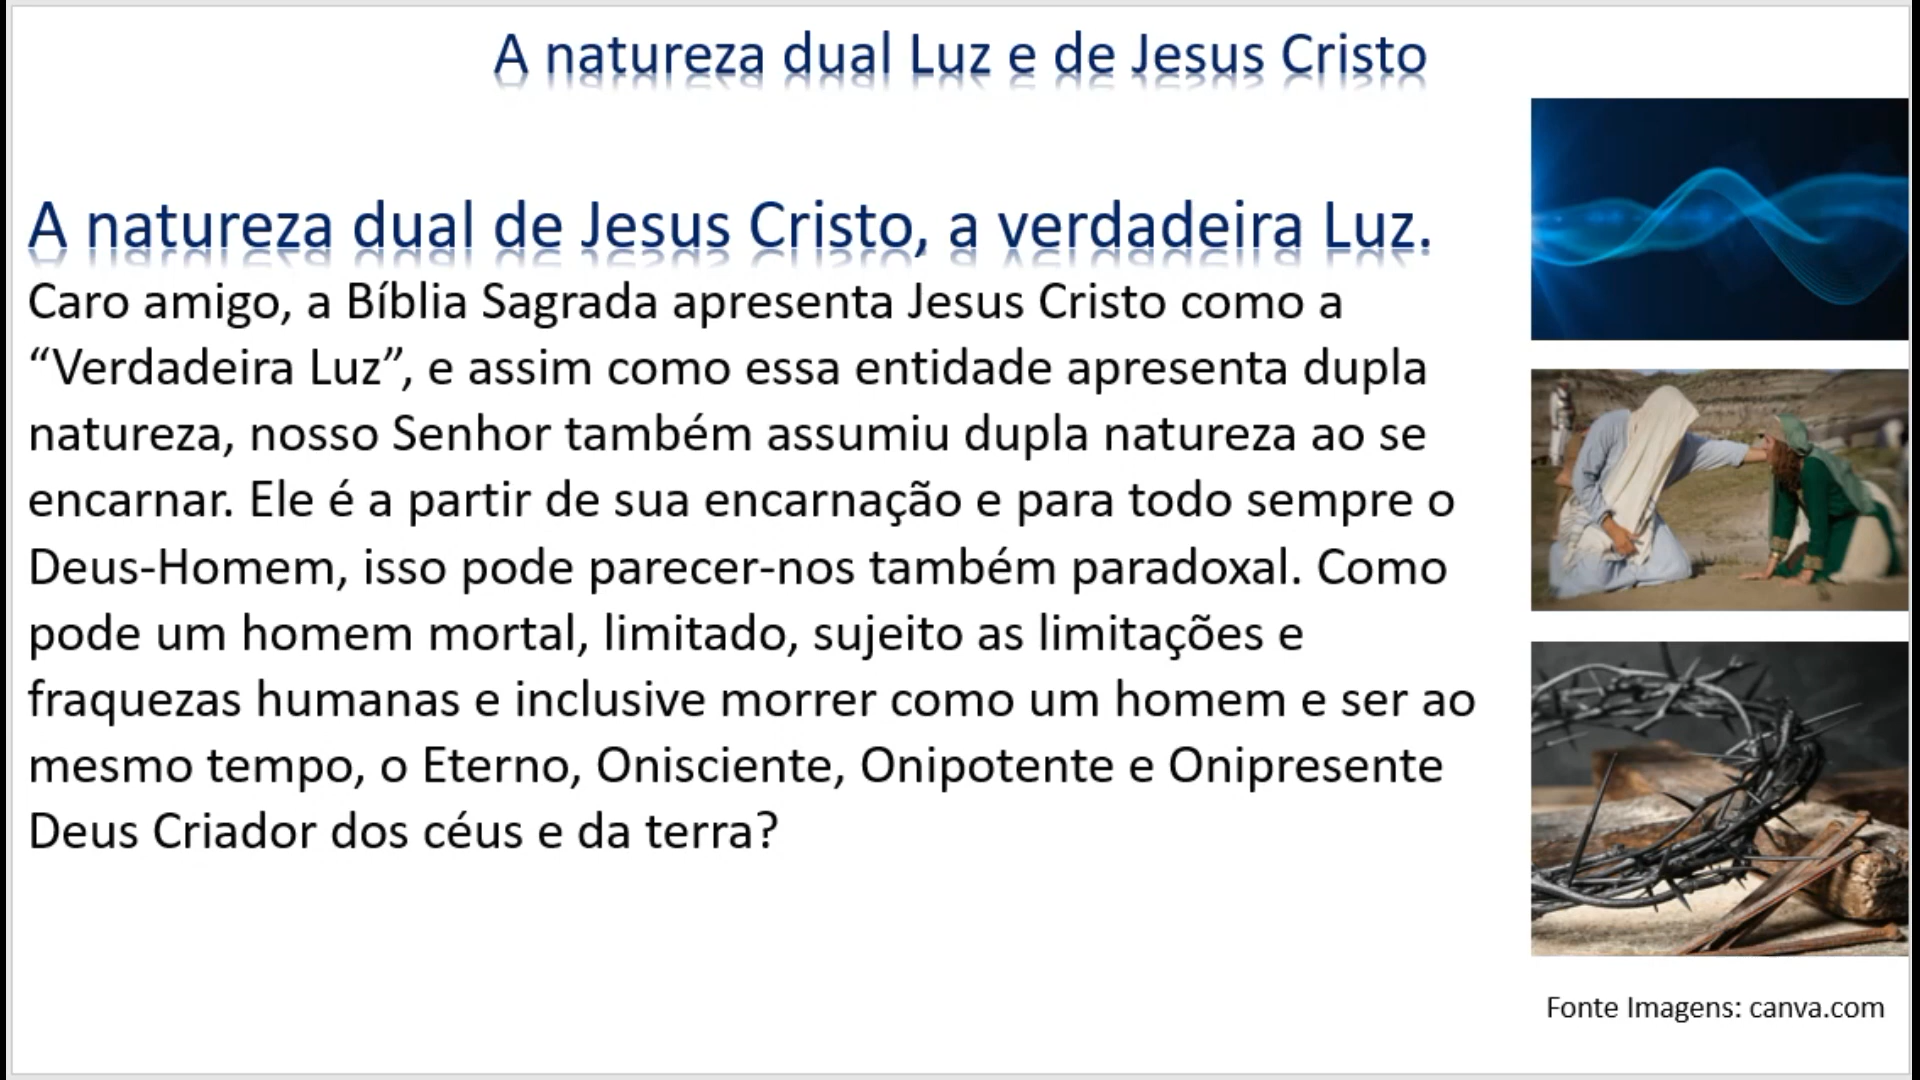 A natureza dual Luz e de Jesus Cristo
A natureza dual de Jesus Cristo, a verdadeira Luz.
Caro amigo, a Bíblia Sagrada apresenta Jesus Cristo como a
“Verdadeira Luz”, e assim como essa entidade apresenta dupla
natureza, nosso Senhor também assumiu dupla natureza ao se
encarnar. Ele é a partir de sua encarnação e para todo sempre o
Deus-Homem, isso pode parecer-nos também paradoxal. Como
pode um homem mortal, limitado, sujeito as limitações e
fraquezas humanas e inclusive morrer como um homem e ser ao
mesmo tempo, o Eterno, Onisciente, Onipotente e Onipresente
Deus Criador dos céus e da terra?
Fonte Imagens: canva.com